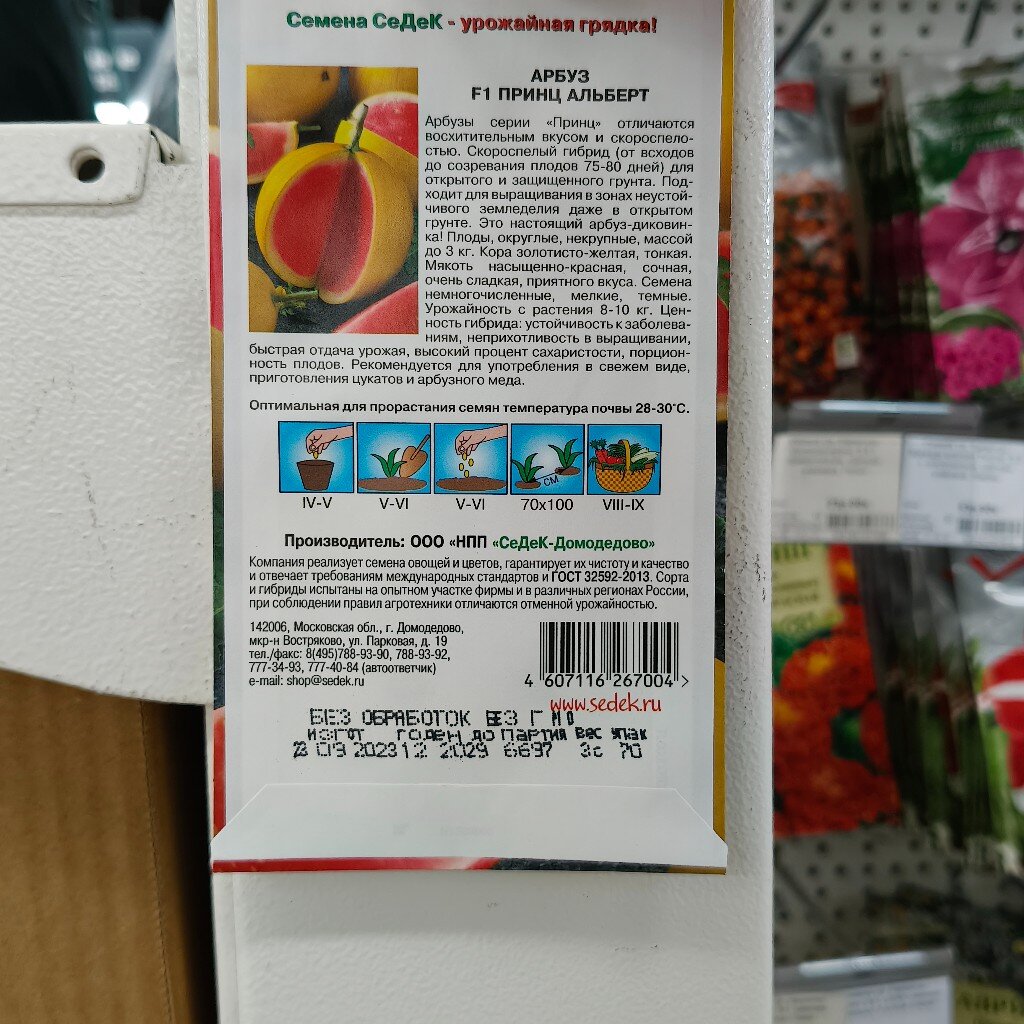 Семена СеДеК - урожайная грядка!
АРБУЗ
F1 ПРИНЦ АЛЬБЕРТ
Арбузы серии «Принц» отличаются
восхитительным вкусом и скороспело-
стью. Скороспелый гибрид (от всходов
до созревания плодов 75-80 дней) для
открытого и защищенного грунта. Под-
ходит для выращивания в зонах неустой-
чивого земледелия даже в открытом
грунте. Это настоящий арбуз-диковин-
ка! Плоды, округлые, некрупные, массой
до 3 кг. Кора золотисто-желтая, тонкая.
Мякоть насыщенно-красная, сочная,
очень сладкая, приятного вкуса. Семена
немногочисленные, мелкие, темные.
Урожайность с растения 8-10 кг. Цен-
ность гибрида: устойчивость к заболева-
ниям, неприхотливость в выращивании,
быстрая отдача урожая, высокий процент сахаристости, порцион-
ность плодов. Рекомендуется для употребления в свежем виде,
приготовления цукатов и арбузного меда.
Оптимальная для прорастания семян температура почвы 28-30°С.
см
IV-V V-VI V-VI 70x100 VIII-IX
Производитель: ООО «НПП «СеДеК-Домодедово»
Компания реализует семена овощей и цветов, гарантирует их чистоту и качество
и отвечает требованиям международных стандартов и ГОСТ 32592-2013. Сорта
и гибриды испытаны на опытном участке фирмы и в различных регионах России,
при соблюдении правил агротехники отличаются отменной урожайностью.
142006, Московская обл., г. Домодедово,
мкр-н Востряково, ул. Парковая, д. 19
тел./факс: 8(495)788-93-90, 788-93-92,
777-34-93, 777-40-84 (автоответчик)
e-mail: shop@sedek.ru
4 607116 267004 >
www.sedek.ru
БЕЗ ОБРАБОТОК БЕЗ ГМО
ИЗГОТ ГОДЕН ДО ПАРТИЯ ВЕС УПАК
09 2023 12 2029 6697 3с 70